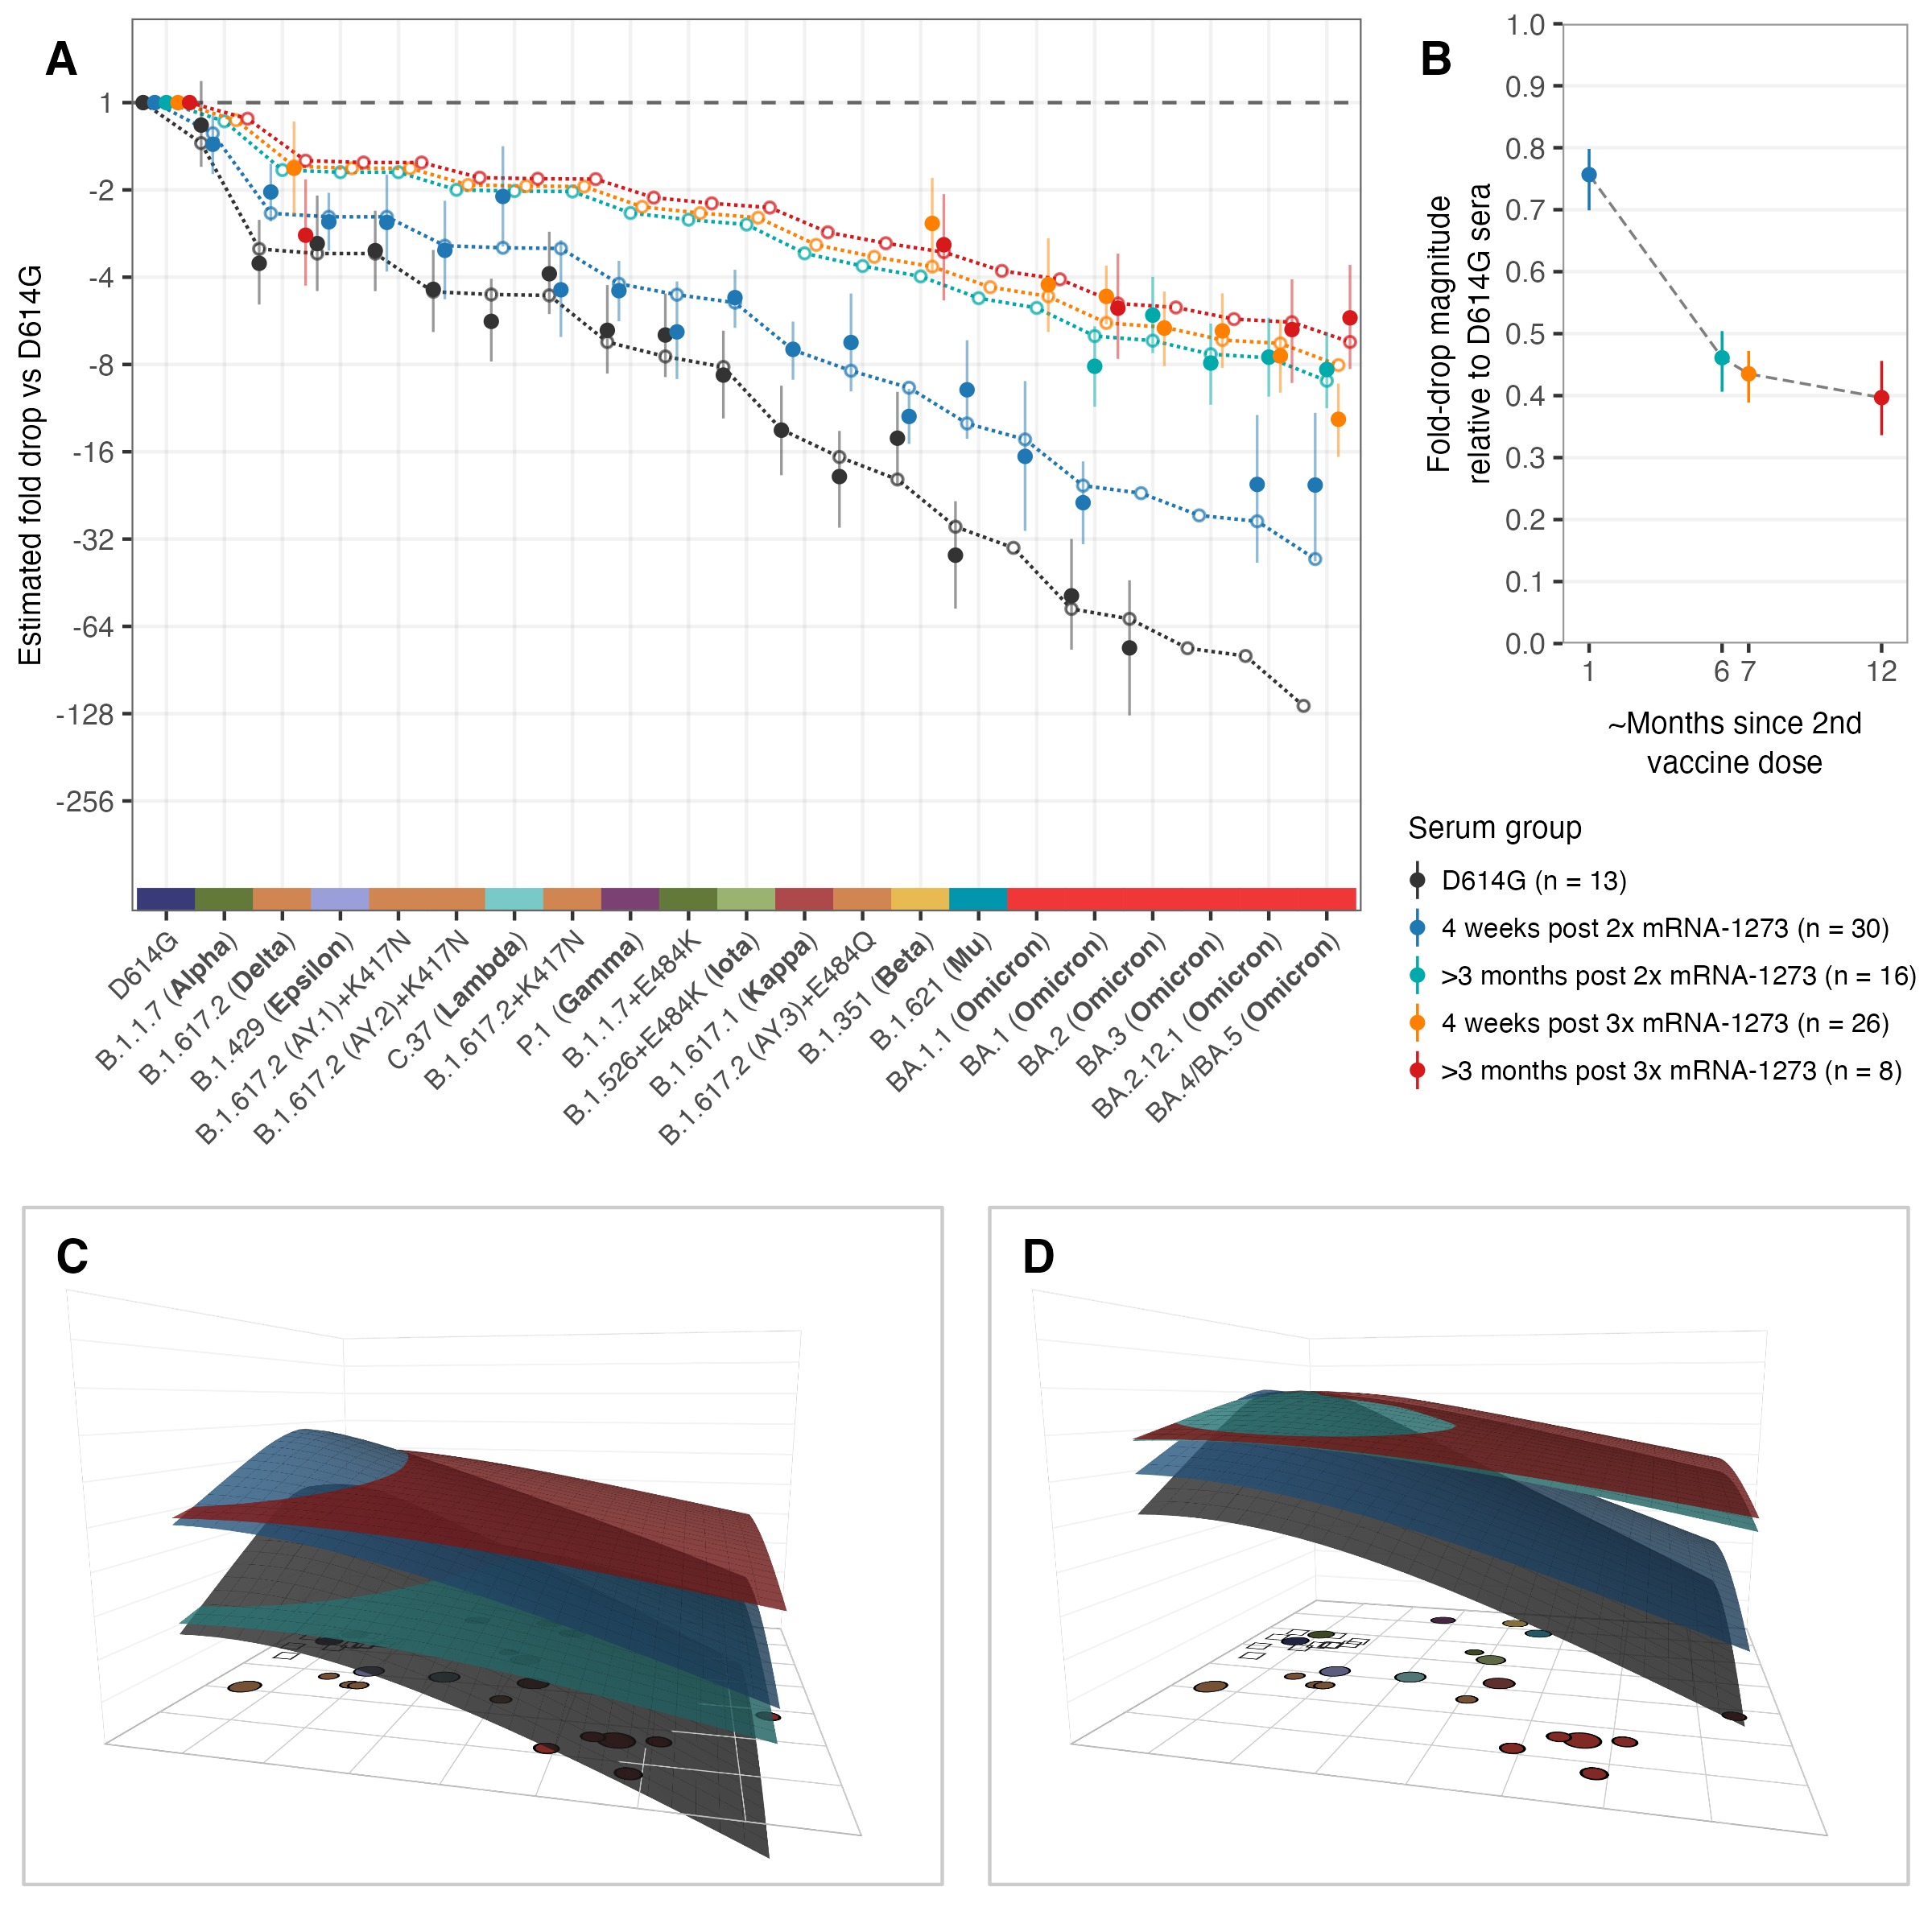 A
Estimated fold drop vs D614G
1
-2
-4
-8
-16
-32
-64
-128
-256
D614G
B.1.1.7 (Alpha)
B.1.617.2 (Delta)
B.1.429 (Epsilon)
B.1.617.2 (AY.1)+K417N
B.1.617.2 (AY.2)+K417N
C.37 (Lambda)
B.1.617.2+K417N
P.1 (Gamma)
B.1.1.7+E484K
B.1.526+E484K (Iota)
B.1.617.1 (Kappa)
B.1.617.2 (AY.3)+E484Q
B.1.351 (Beta)
B.1.621 (Mu)
BA.1.1 (Omicron)
BA.1 (Omicron)
BA.2 (Omicron)
BA.3 (Omicron)
BA.2.12.1 (Omicron)
BA.4/BA.5 (Omicron)
B
Fold-drop magnitude
relative to D614G sera
1.0
0.9
0.8
0.7
0.6
0.5
0.4
0.3
0.2
0.1
0.0
1 6 7 12
~Months since 2nd
vaccine dose
Serum group
D614G (n = 13)
4 weeks post 2x mRNA-1273 (n = 30)
>3 months post 2x mRNA-1273 (n = 16)
4 weeks post 3x mRNA-1273 (n = 26)
>3 months post 3x mRNA-1273 (n = 8)
C
D